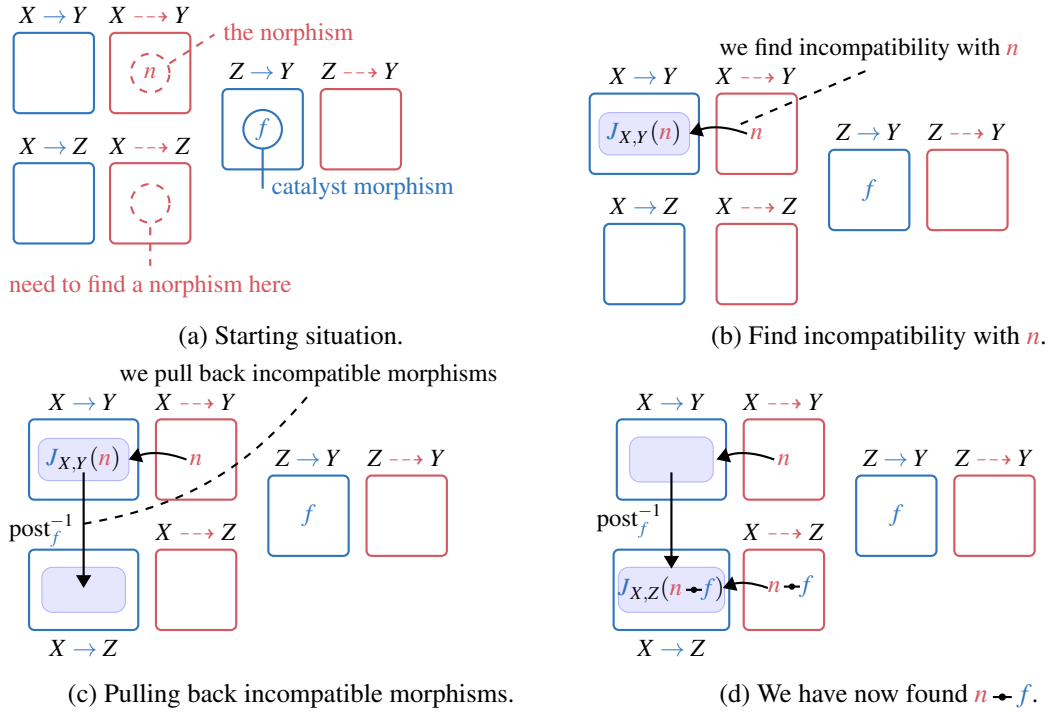 X → Y X ⇢ Y
the norphism
n
Z → Y Z ⇢ Y
f
X → Z X ⇢ Z
catalyst morphism
need to find a norphism here
(a) Starting situation.
we find incompatibility with n
X → Y X ⇢ Y
J_{X,Y}(n) n
Z → Y Z ⇢ Y
f
X → Z X ⇢ Z
(b) Find incompatibility with n.
we pull back incompatible morphisms
X → Y X ⇢ Y
J_{X,Y}(n) n
Z → Y Z ⇢ Y
f
post_f^{-1}
X ⇢ Z
X → Z
(c) Pulling back incompatible morphisms.
X → Y X ⇢ Y
n
Z → Y Z ⇢ Y
f
post_f^{-1}
X ⇢ Z
J_{X,Z}(n ⊸ f) n ⊸ f
X → Z
(d) We have now found n ⊸ f.